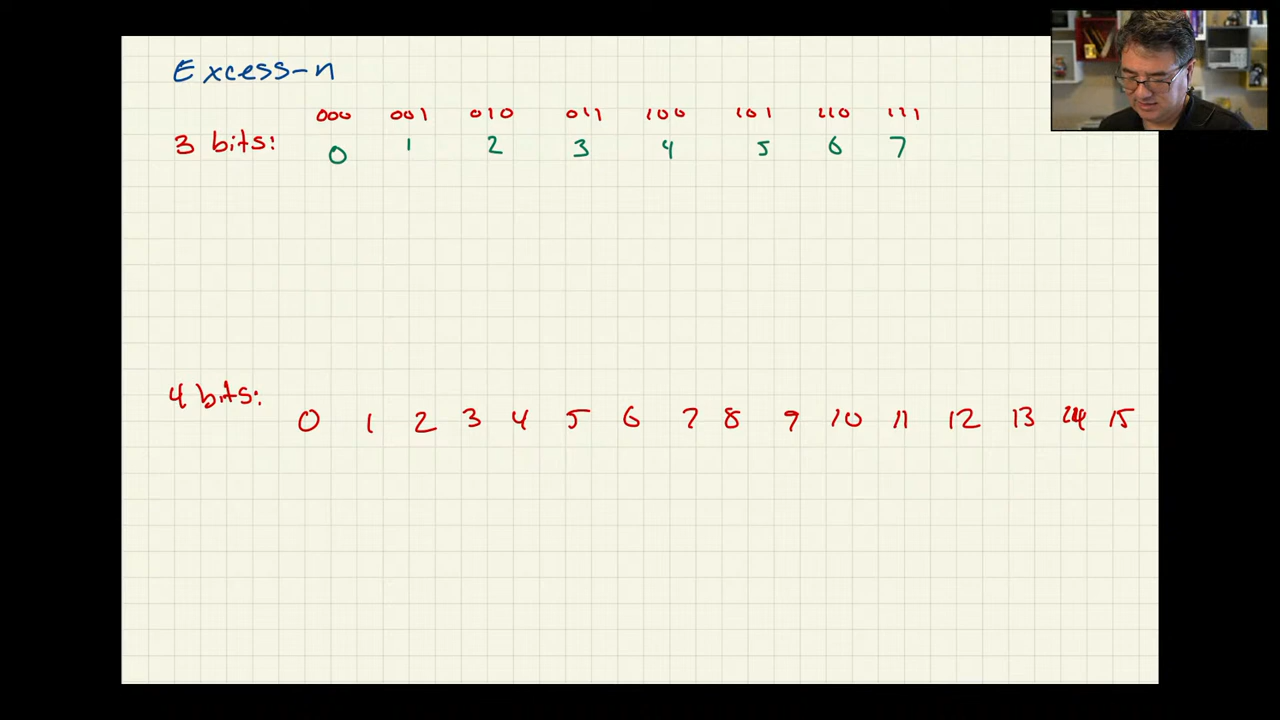 Excess-n
000 001 010 011 100 101 110 111
3 bits: 0 1 2 3 4 5 6 7
4 bits:
0 1 2 3 4 5 6 7 8 9 10 11 12 13 14 15